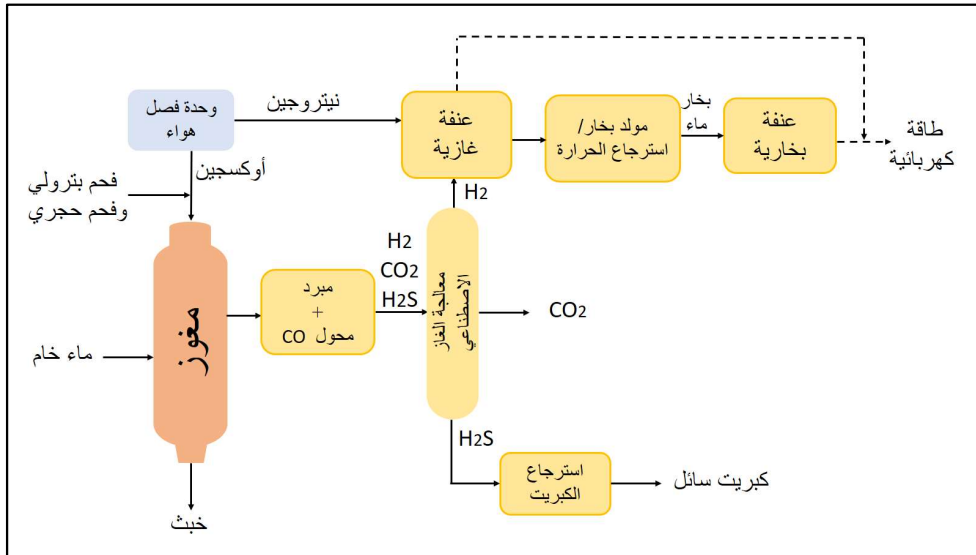 وحدة فصل
هواء
نيتروجين
أوكسجين
فحم بترولي
وفحم حجري
عنفة
غازية
مولد بخار/
استرجاع الحرارة
بخار
ماء
عنفة
بخارية
طاقة
كهربائية
H2
مغوز
ماء خام
خبث
مبرد
+
محول CO
H2
CO2
H2S
معالجة الغاز
الاصطناعي
CO2
H2S
استرجاع
الكبريت
كبريت سائل